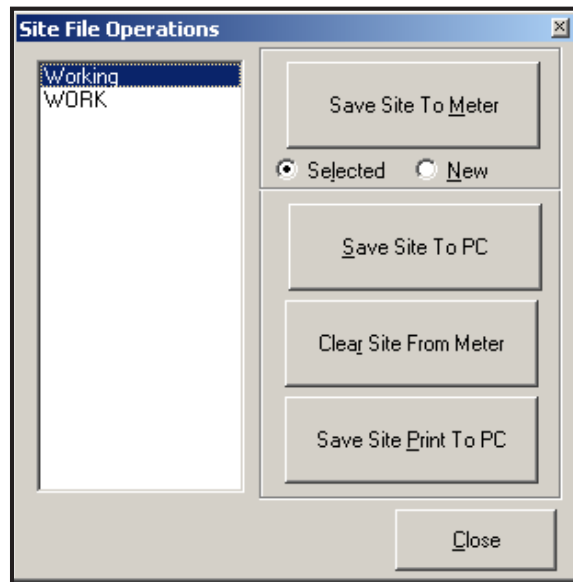 Site File Operations
Working
WORK
Save Site To Meter
Selected New
Save Site To PC
Clear Site From Meter
Save Site Print To PC
Close